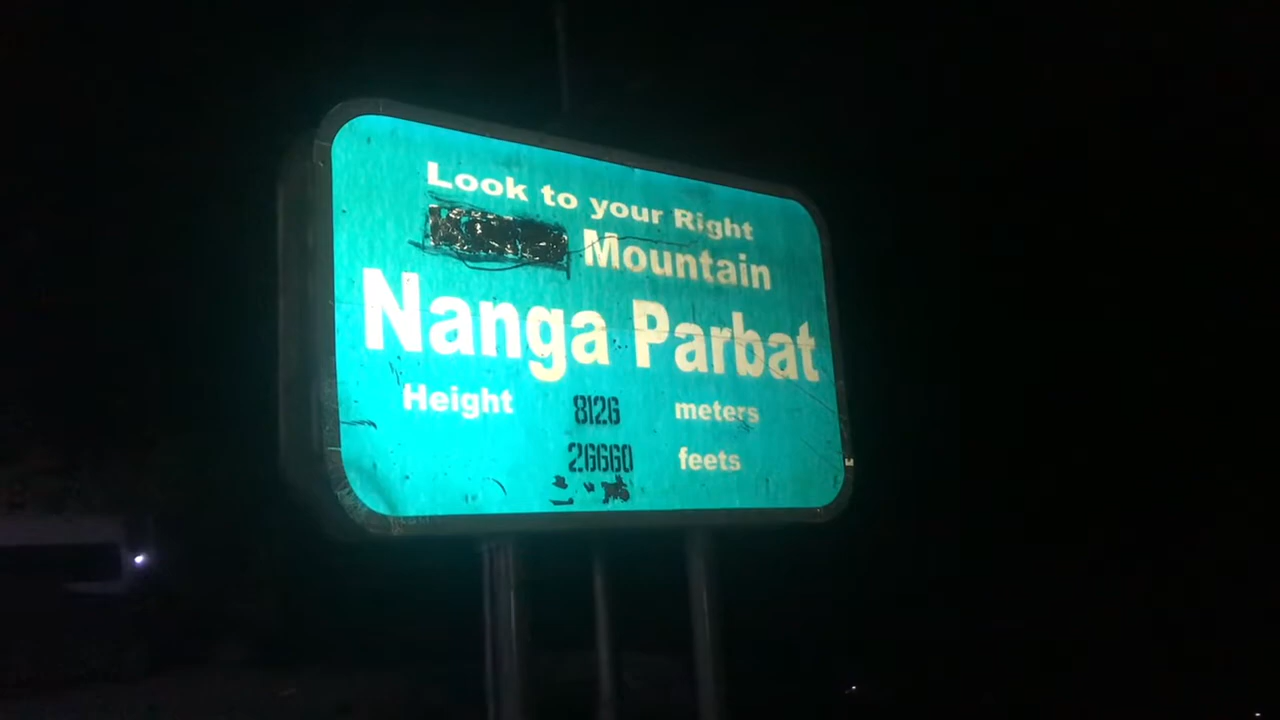 Look to your Right
Mountain
Nanga Parbat
Height 8126 meters
26660 feets